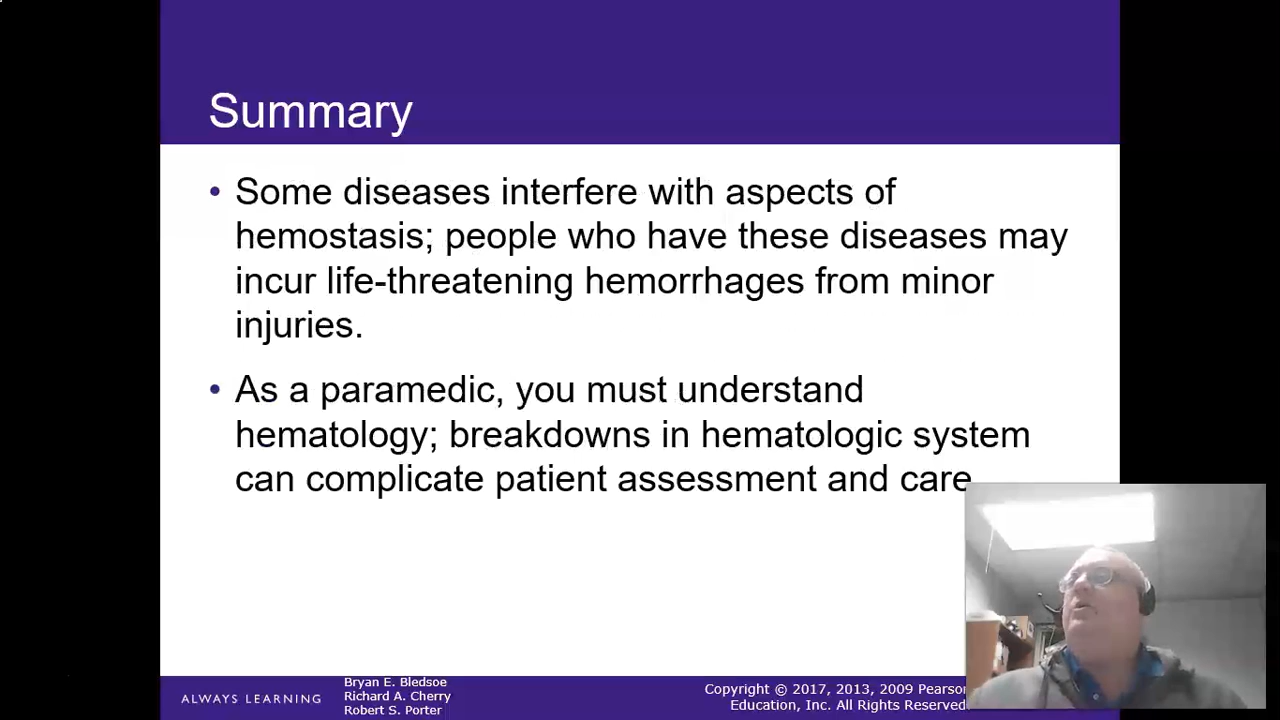 Summary
• Some diseases interfere with aspects of
hemostasis; people who have these diseases may
incur life-threatening hemorrhages from minor
injuries.
• As a paramedic, you must understand
hematology; breakdowns in hematologic system
can complicate patient assessment and care
ALWAYS LEARNING
Bryan E. Bledsoe
Richard A. Cherry
Robert S. Porter
Copyright © 2017, 2013, 2009 Pearson
Education, Inc. All Rights Reserved